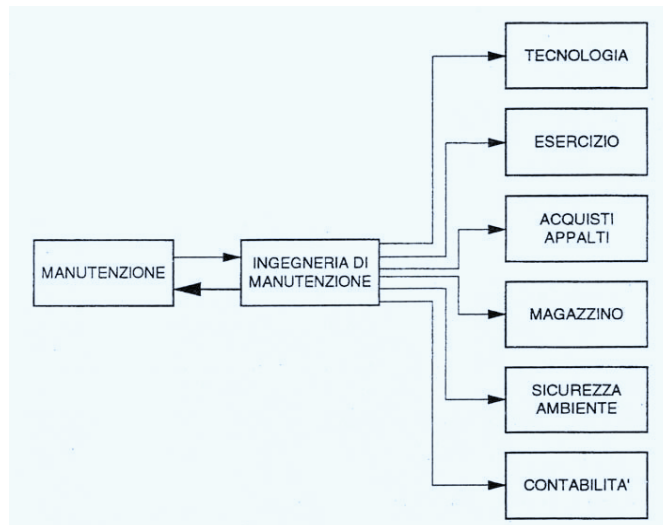 TECNOLOGIA
ESERCIZIO
ACQUISTI
APPALTI
MANUTENZIONE
INGEGNERIA DI
MANUTENZIONE
MAGAZZINO
SICUREZZA
AMBIENTE
CONTABILITA'